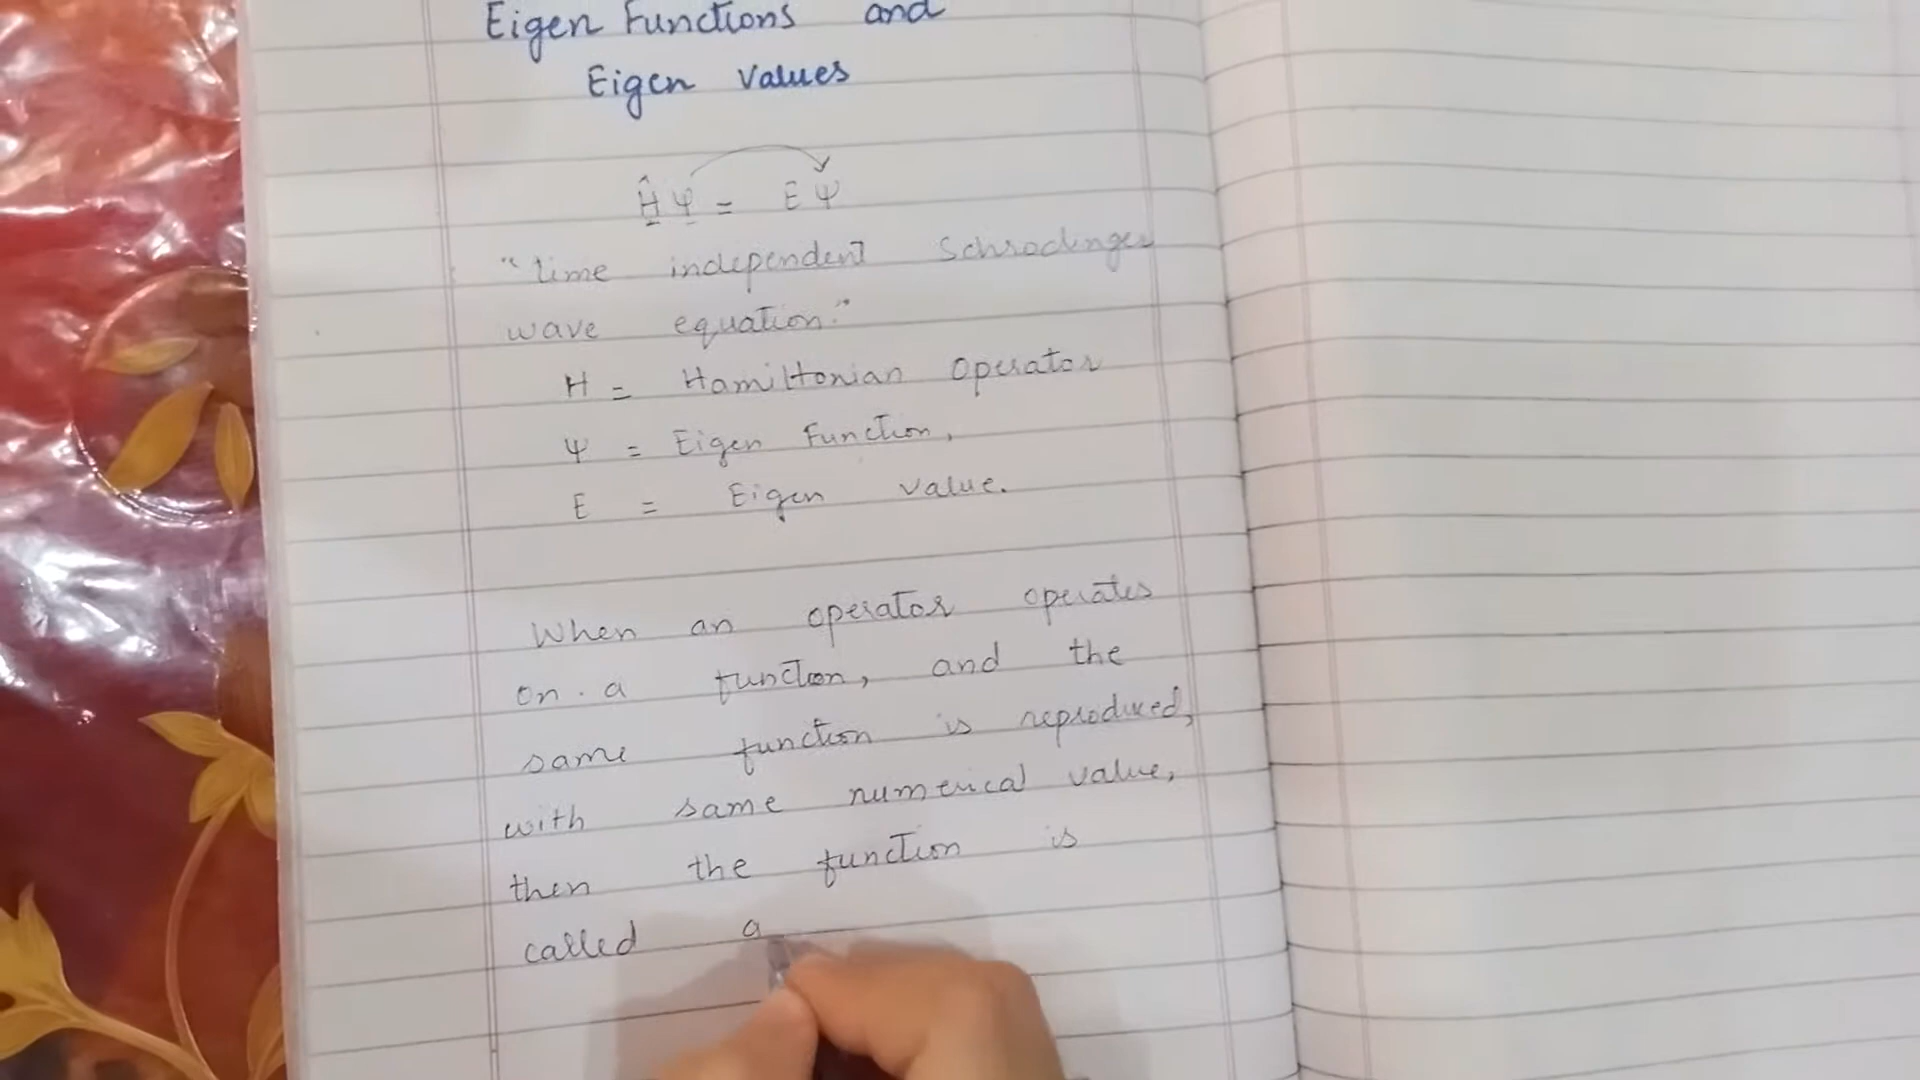 Eigen Functions and
Eigen Values
ĤΨ = EΨ
"time independent Schrodinger
wave equation."
H = Hamiltonian Operator
Ψ = Eigen Function,
E = Eigen value.
When an operator operates
on a function, and the
same function is reproduced,
with same numerical value,
then the function is
called a